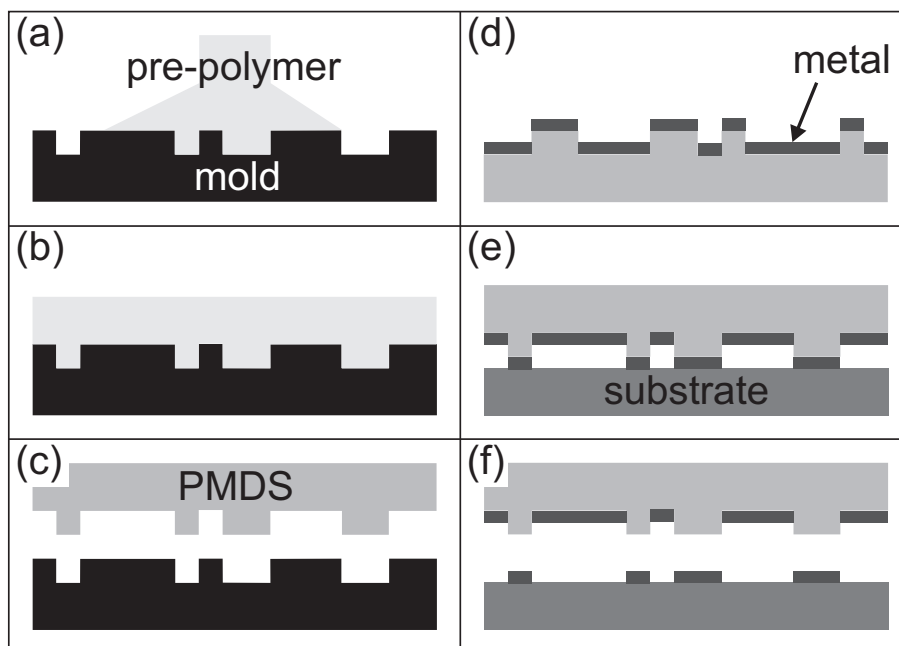 (a)
pre-polymer
mold
(b)
(c)
PMDS
(d)
metal
(e)
substrate
(f)